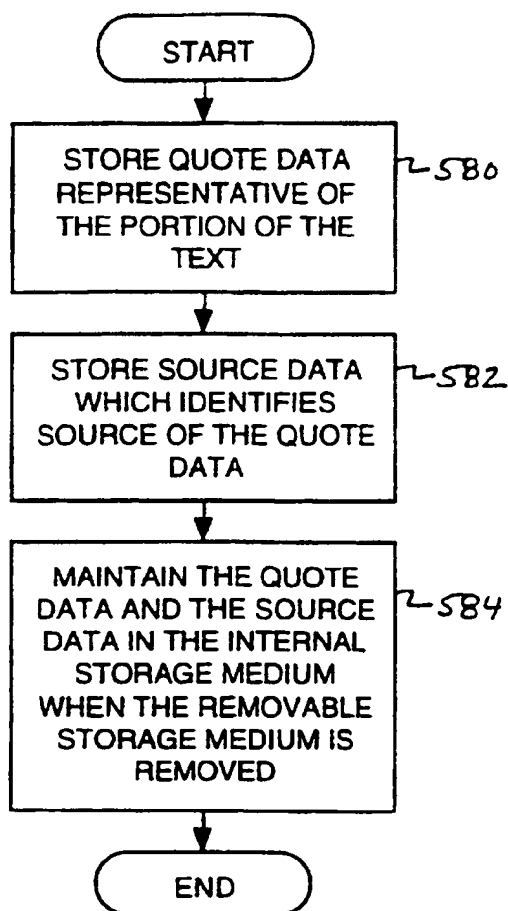 START
STORE QUOTE DATA
580
REPRESENTATIVE OF
THE PORTION OF THE
TEXT
STORE SOURCE DATA
582
WHICH IDENTIFIES
SOURCE OF THE QUOTE
DATA
MAINTAIN THE QUOTE
DATA AND THE SOURCE
584
DATA IN THE INTERNAL
STORAGE MEDIUM
WHEN THE REMOVABLE
STORAGE MEDIUM IS
REMOVED
END